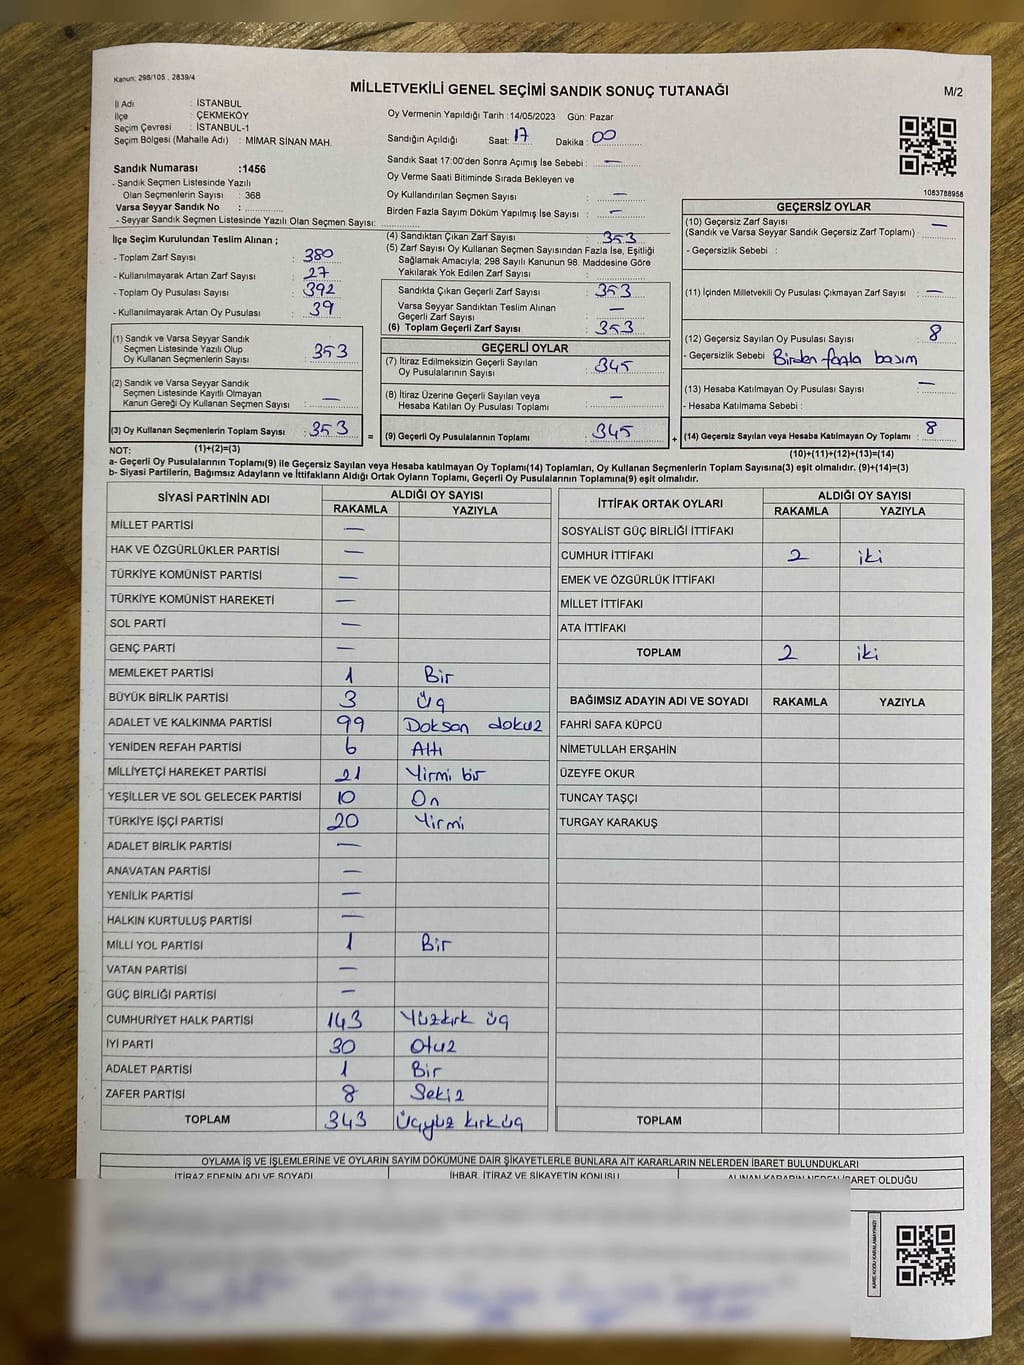 Kanun: 298/105 , 2839/4
MİLLETVEKİLİ GENEL SEÇİMİ SANDIK SONUÇ TUTANAĞI
M/2
İl Adı : İSTANBUL
İlçe : ÇEKMEKÖY
Seçim Çevresi : İSTANBUL-1
Seçim Bölgesi (Mahalle Adı) : MİMAR SİNAN MAH.
Sandık Numarası :1456
- Sandık Seçmen Listesinde Yazılı
Olan Seçmenlerin Sayısı : 368
Varsa Seyyar Sandık No :
- Seyyar Sandık Seçmen Listesinde Yazılı Olan Seçmen Sayısı:
Oy Vermenin Yapıldığı Tarih :14/05/2023 Gün: Pazar
Sandığın Açıldığı Saat: 17 Dakika : 00
Sandık Saat 17:00'den Sonra Açımış İse Sebebi : —
Oy Verme Saati Bitiminde Sırada Bekleyen ve
Oy Kullandırılan Seçmen Sayısı : —
Birden Fazla Sayım Döküm Yapılmış İse Sayısı : —
1083788958
İlçe Seçim Kurulundan Teslim Alınan ;
- Toplam Zarf Sayısı : 380
- Kullanılmayarak Artan Zarf Sayısı : 27
- Toplam Oy Pusulası Sayısı : 392
- Kullanılmayarak Artan Oy Pusulası : 39
(4) Sandıktan Çıkan Zarf Sayısı : 353
(5) Zarf Sayısı Oy Kullanan Seçmen Sayısından Fazla İse, Eşitliği
Sağlamak Amacıyla; 298 Sayılı Kanunun 98. Maddesine Göre
Yakılarak Yok Edilen Zarf Sayısı :
Sandıkta Çıkan Geçerli Zarf Sayısı : 353
Varsa Seyyar Sandıktan Teslim Alınan
Geçerli Zarf Sayısı : —
(6) Toplam Geçerli Zarf Sayısı : 353
GEÇERSİZ OYLAR
(10) Geçersiz Zarf Sayısı
(Sandık ve Varsa Seyyar Sandık Geçersiz Zarf Toplamı) : —
- Geçersizlik Sebebi :
(11) İçinden Milletvekili Oy Pusulası Çıkmayan Zarf Sayısı : —
(12) Geçersiz Sayılan Oy Pusulası Sayısı : 8
- Geçersizlik Sebebi : Birden fazla basım
(13) Hesaba Katılmayan Oy Pusulası Sayısı : —
- Hesaba Katılmama Sebebi :
(14) Geçersiz Sayılan veya Hesaba Katılmayan Oy Toplamı : 8
(10)+(11)+(12)+(13)=(14)
(1) Sandık ve Varsa Seyyar Sandık
Seçmen Listesinde Yazılı Olup
Oy Kullanan Seçmenlerin Sayısı : 353
(2) Sandık ve Varsa Seyyar Sandık
Seçmen Listesinde Kayıtlı Olmayan
Kanun Gereği Oy Kullanan Seçmen Sayısı : —
(3) Oy Kullanan Seçmenlerin Toplam Sayısı : 353
=
GEÇERLİ OYLAR
(7) İtiraz Edilmeksizin Geçerli Sayılan
Oy Pusulalarının Sayısı : 345
(8) İtiraz Üzerine Geçerli Sayılan veya
Hesaba Katılan Oy Pusulası Toplamı : —
(9) Geçerli Oy Pusulalarının Toplamı : 345
+
NOT: (1)+(2)=(3)
a- Geçerli Oy Pusulalarının Toplamı(9) ile Geçersiz Sayılan veya Hesaba katılmayan Oy Toplamı(14) Toplamları, Oy Kullanan Seçmenlerin Toplam Sayısına(3) eşit olmalıdır. (9)+(14)=(3)
b- Siyasi Partilerin, Bağımsız Adayların ve İttifakların Aldığı Ortak Oyların Toplamı, Geçerli Oy Pusulalarının Toplamına(9) eşit olmalıdır.
SİYASİ PARTİNİN ADI ALDIĞI OY SAYISI
RAKAMLA YAZIYLA
MİLLET PARTİSİ —
HAK VE ÖZGÜRLÜKLER PARTİSİ —
TÜRKİYE KOMÜNİST PARTİSİ —
TÜRKİYE KOMÜNİST HAREKETİ —
SOL PARTİ —
GENÇ PARTİ —
MEMLEKET PARTİSİ 1 Bir
BÜYÜK BİRLİK PARTİSİ 3 Üç
ADALET VE KALKINMA PARTİSİ 99 Doksan dokuz
YENİDEN REFAH PARTİSİ 6 Altı
MİLLİYETÇİ HAREKET PARTİSİ 21 Yirmi bir
YEŞİLLER VE SOL GELECEK PARTİSİ 10 On
TÜRKİYE İŞÇİ PARTİSİ 20 Yirmi
ADALET BİRLİK PARTİSİ —
ANAVATAN PARTİSİ —
YENİLİK PARTİSİ —
HALKIN KURTULUŞ PARTİSİ —
MİLLİ YOL PARTİSİ 1 Bir
VATAN PARTİSİ —
GÜÇ BİRLİĞİ PARTİSİ —
CUMHURİYET HALK PARTİSİ 143 Yüzkırk üç
İYİ PARTİ 30 Otuz
ADALET PARTİSİ 1 Bir
ZAFER PARTİSİ 8 Sekiz
TOPLAM 343 Üçyüz kırküç
İTTİFAK ORTAK OYLARI ALDIĞI OY SAYISI
RAKAMLA YAZIYLA
SOSYALİST GÜÇ BİRLİĞİ İTTİFAKI
CUMHUR İTTİFAKI 2 iki
EMEK VE ÖZGÜRLÜK İTTİFAKI
MİLLET İTTİFAKI
ATA İTTİFAKI
TOPLAM 2 iki
BAĞIMSIZ ADAYIN ADI VE SOYADI RAKAMLA YAZIYLA
FAHRİ SAFA KÜPCÜ
NİMETULLAH ERŞAHİN
ÜZEYFE OKUR
TUNCAY TAŞÇI
TURGAY KARAKUŞ
TOPLAM
OYLAMA İŞ VE İŞLEMLERİNE VE OYLARIN SAYIM DÖKÜMÜNE DAİR ŞİKAYETLERLE BUNLARA AİT KARARLARIN NELERDEN İBARET BULUNDUKLARI
İTİRAZ EDENİN ADI VE SOYADI İHBAR, İTİRAZ VE ŞİKAYETİN KONUSU ALINAN KARARIN NEDEN İBARET OLDUĞU
KARE KODU KARALAMAYINIZ!